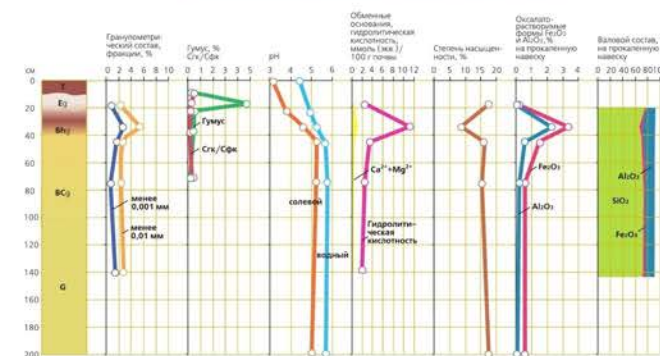 Гранулометри-
ческий состав,
фракции, %
Гумус, %
Сгк/Сфк
pH
Обменные
основания,
гидролитическая
кислотность,
ммоль (экв.)/
100 г почвы
Степень насыщен-
ности, %
Оксалато-
растворимые
формы Fe₂O₃
и Al₂O₃, %
на прокаленную
навеску
Валовой состав,
на прокаленную
навеску
см
0 2 4 6 8 10
0 1 2 3 4 5
3 4 5 6
0 2 4 6 8 10 12
0 5 10 15 20
0 1 2 3 4
0 20 40 60 80 100
0
20
40
60
80
100
120
140
160
180
200
T
Eg
Bhg
BCg
G
менее
0,001 мм
менее
0,01 мм
Гумус
Сгк/Сфк
солевой
водный
Ca²⁺+Mg²⁺
Гидролити-
ческая
кислотность
Fe₂O₃
Al₂O₃
Al₂O₃
SiO₂
Fe₂O₃